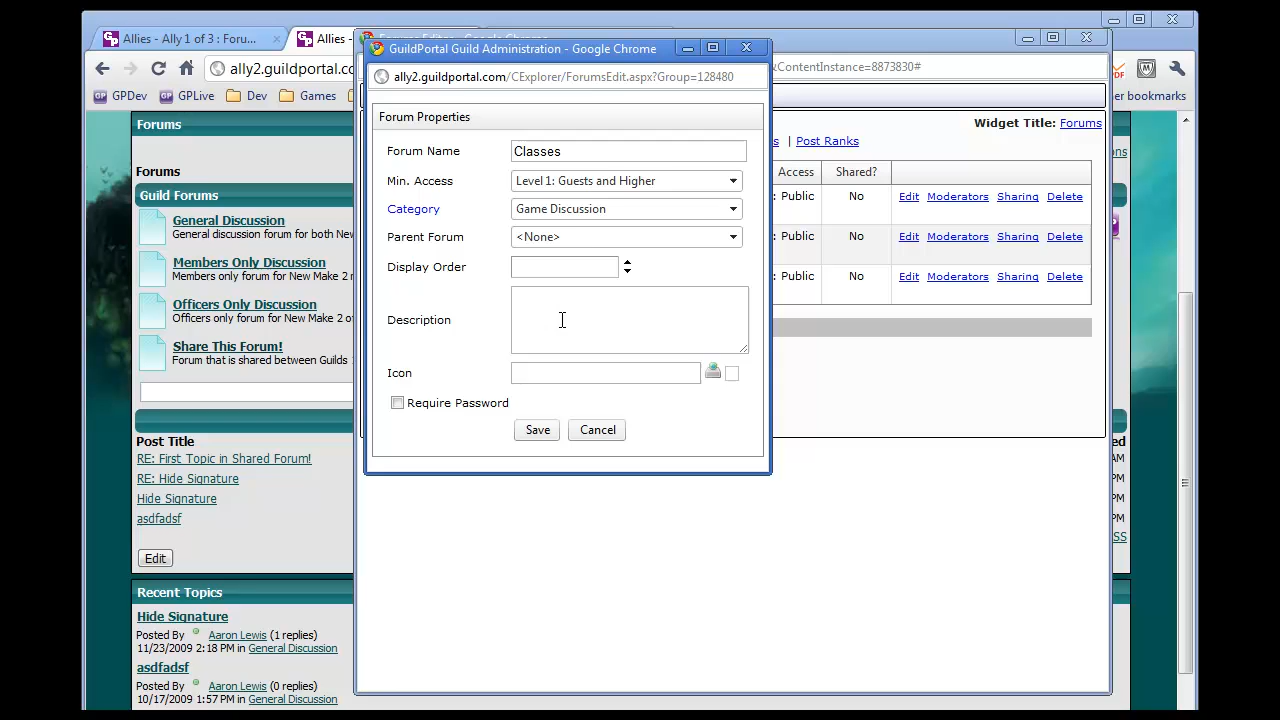 Allies - Ally 1 of 3 : Foru...
Allies -
GuildPortal Guild Administration - Google Chrome
ally2.guildportal.co
ally2.guildportal.com/CExplorer/ForumsEdit.aspx?Group=128480
&ContentInstance=8873830#
GPDev
GPLive
Dev
Games
er bookmarks
Forums
Forum Properties
Widget Title: Forums
Forum Name
Classes
s | Post Ranks
Forums
Min. Access
Level 1: Guests and Higher
Access
Shared?
Guild Forums
: Public
No
Edit
Moderators
Sharing
Delete
Category
Game Discussion
General Discussion
General discussion forum for both New
Parent Forum
<None>
: Public
No
Edit
Moderators
Sharing
Delete
Members Only Discussion
Members only forum for New Make 2 r
Display Order
: Public
No
Edit
Moderators
Sharing
Delete
Officers Only Discussion
Officers only forum for New Make 2 o
Description
Share This Forum!
Forum that is shared between Guilds 1
Icon
Require Password
Save
Cancel
Post Title
ed
RE: First Topic in Shared Forum!
AM
RE: Hide Signature
PM
Hide Signature
PM
asdfadsf
PM
SS
Edit
Recent Topics
Hide Signature
Posted By Aaron Lewis (1 replies)
11/23/2009 2:18 PM in General Discussion
asdfadsf
Posted By Aaron Lewis (0 replies)
10/17/2009 1:57 PM in General Discussion